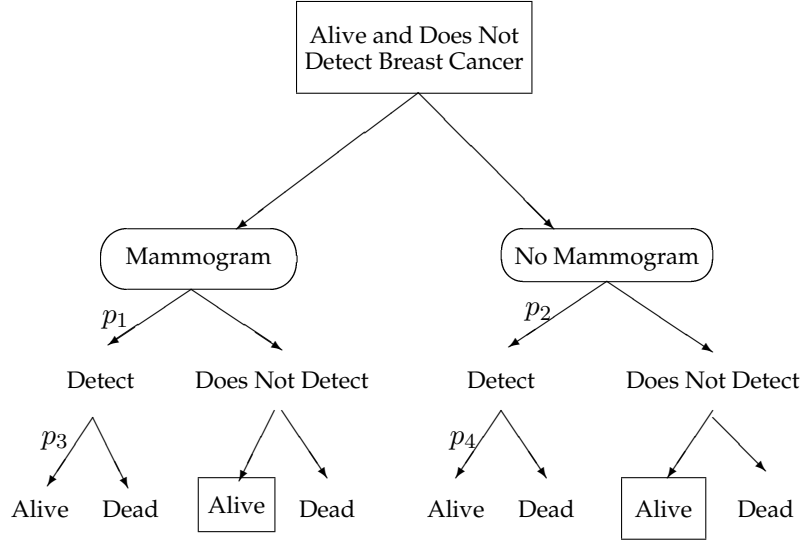 Alive and Does Not
Detect Breast Cancer
Mammogram
No Mammogram
p1
p2
Detect
Does Not Detect
Detect
Does Not Detect
p3
p4
Alive
Dead
Alive
Dead
Alive
Dead
Alive
Dead